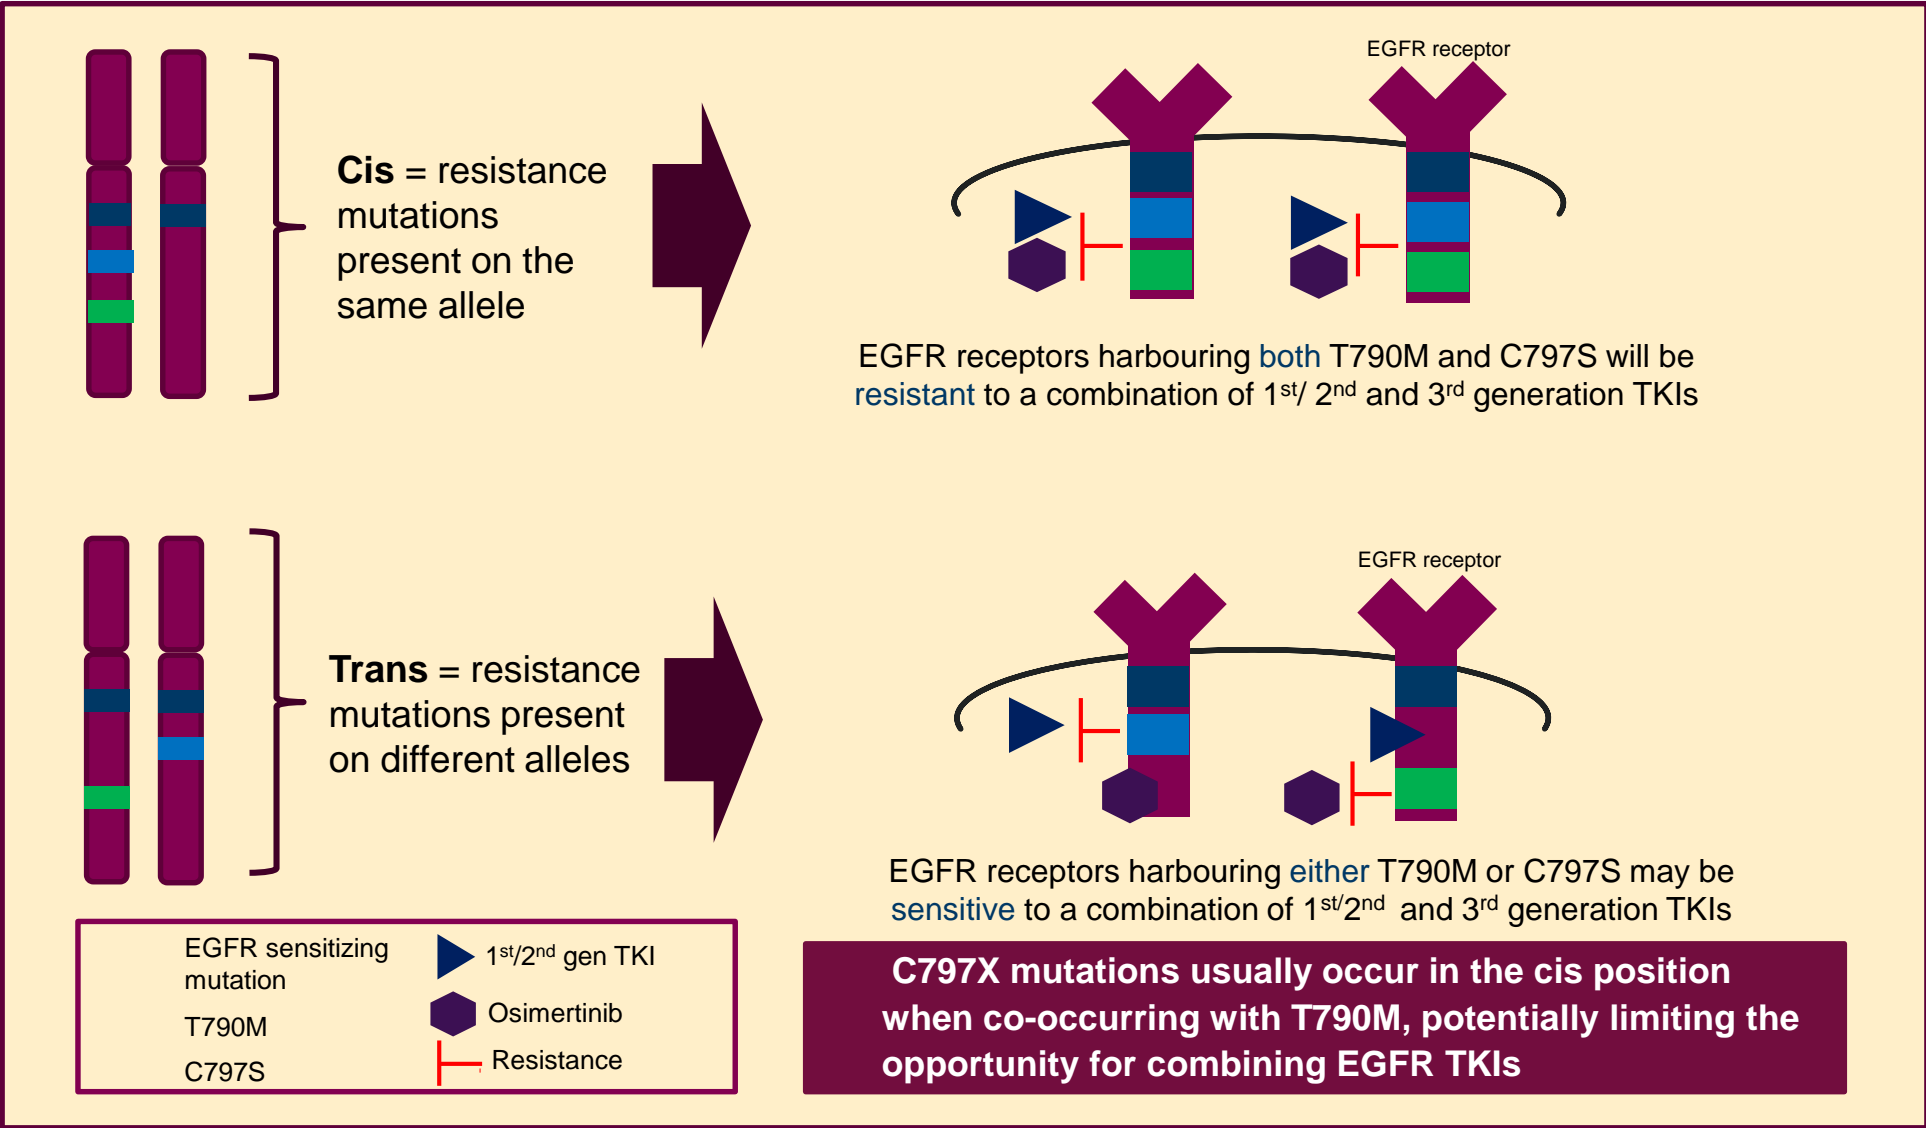 EGFR receptor
Cis = resistance
mutations
present on the
same allele
EGFR receptors harbouring both T790M and C797S will be
resistant to a combination of 1st/ 2nd and 3rd generation TKIs
EGFR receptor
Trans = resistance
mutations present
on different alleles
EGFR receptors harbouring either T790M or C797S may be
sensitive to a combination of 1st/2nd and 3rd generation TKIs
EGFR sensitizing
mutation
T790M
C797S
1st/2nd gen TKI
Osimertinib
Resistance
C797X mutations usually occur in the cis position
when co-occurring with T790M, potentially limiting the
opportunity for combining EGFR TKIs